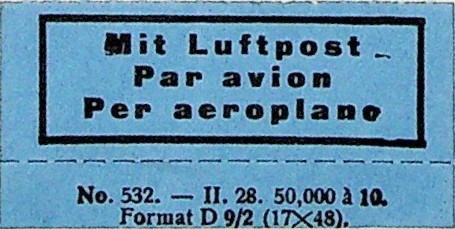 Mit Luftpost
Par avion
Per aeroplano
No. 532. — II. 28. 50,000 à 10.
Format D 9/2 (17×48).